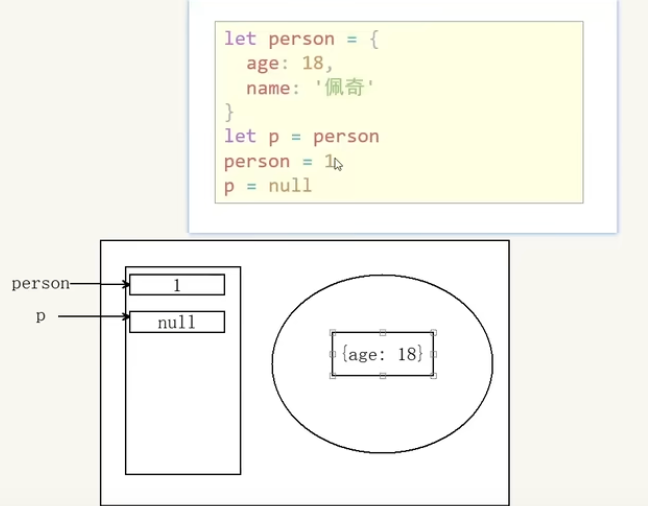 let person = {
age: 18,
name: '佩奇'
}
let p = person
person = 1
p = null
person
1
p
null
{age: 18}